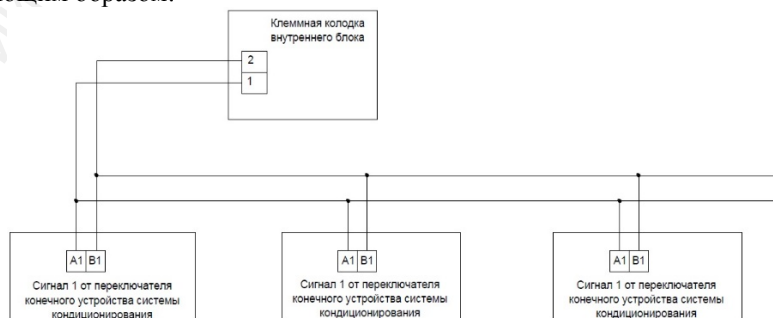 ющим образом:
Клеммная колодка
внутреннего блока
2
1
A1 B1
A1 B1
A1 B1
Сигнал 1 от переключателя
конечного устройства системы
кондиционирования
Сигнал 1 от переключателя
конечного устройства системы
кондиционирования
Сигнал 1 от переключателя
конечного устройства системы
кондиционирования